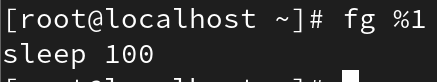 [root@localhost ~]# fg %1
sleep 100